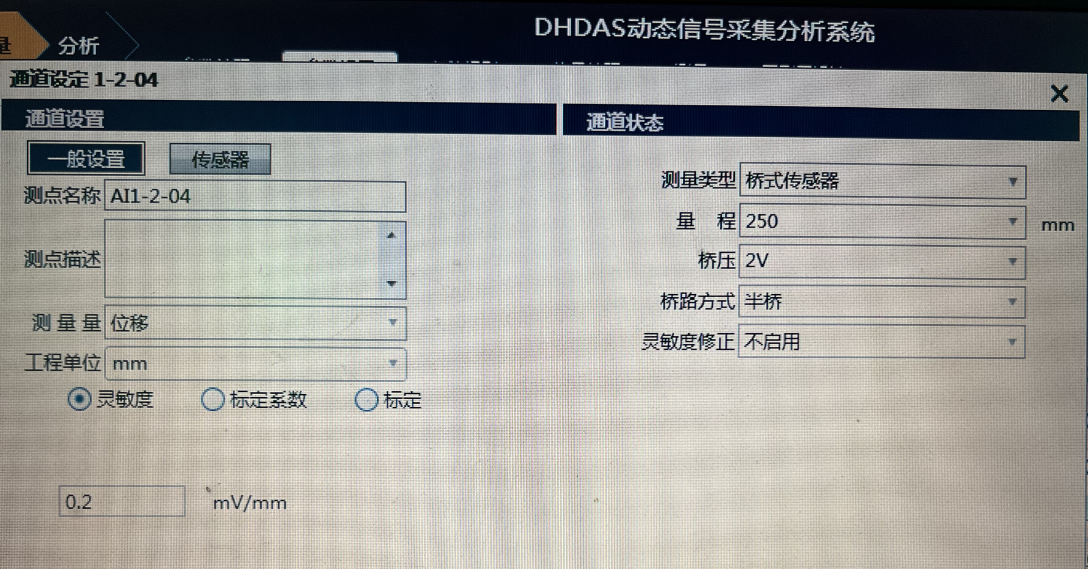 量 分析 DHDAS动态信号采集分析系统
通道设定 1-2-04
通道设置 通道状态
一般设置 传感器
测点名称 AI1-2-04
测点描述
测 量 量 位移
工程单位 mm
灵敏度 标定系数 标定
0.2 mV/mm
测量类型 桥式传感器
量 程 250 mm
桥压 2V
桥路方式 半桥
灵敏度修正 不启用